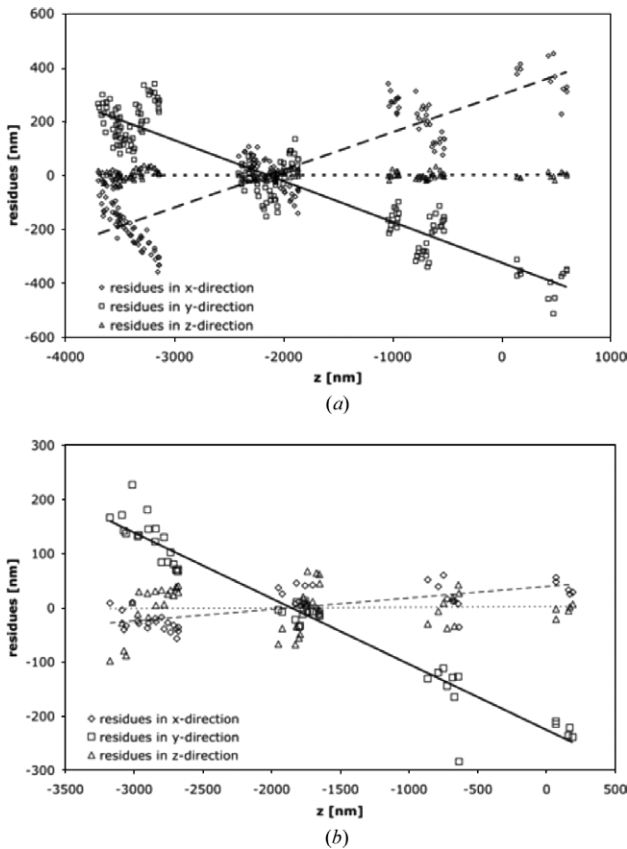 600
400
200
0
-200
-400
-600
residues [nm]
residues in x-direction
residues in y-direction
residues in z-direction
-4000 -3000 -2000 -1000 0 1000
z [nm]
(a)
300
200
100
0
-100
-200
-300
residues [nm]
residues in x-direction
residues in y-direction
residues in z-direction
-3500 -3000 -2500 -2000 -1500 -1000 -500 0 500
z [nm]
(b)